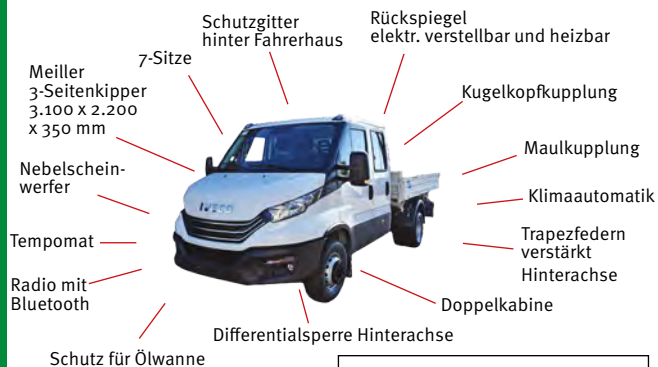 Schutzgitter
hinter Fahrerhaus
Rückspiegel
elektr. verstellbar und heizbar
7-Sitze
Meiller
3-Seitenkipper
3.100 x 2.200
x 350 mm
Kugelkopfkupplung
Maulkupplung
Nebelschein-
werfer
Klimaautomatik
IVECO
Tempomat
Trapezfedern
verstärkt
Hinterachse
Radio mit
Bluetooth
Doppelkabine
Differentialsperre Hinterachse
Schutz für Ölwanne